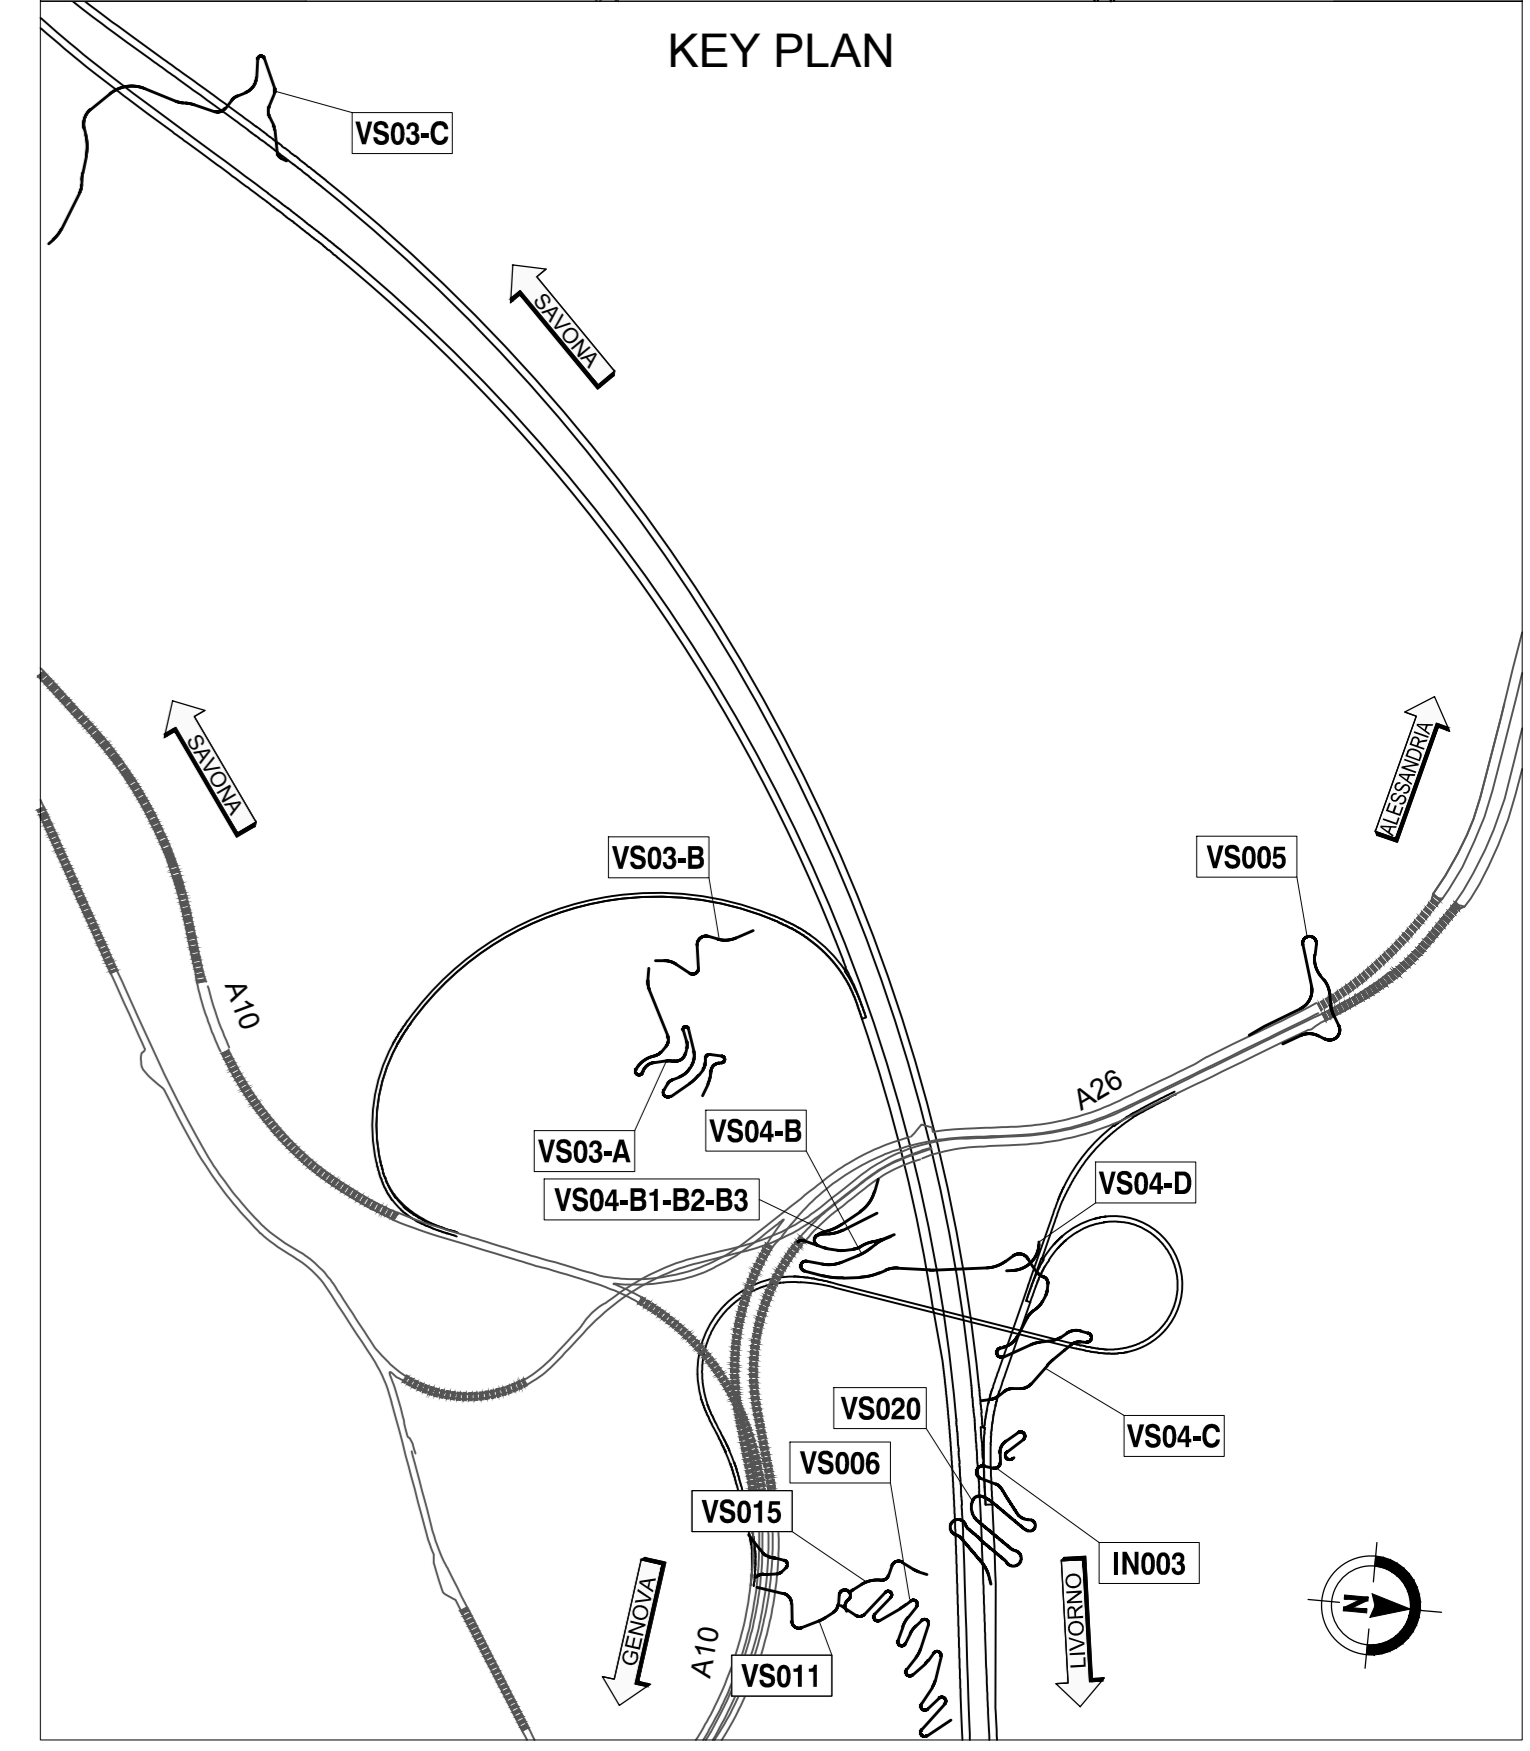 KEY PLAN
VS03-C
SAVONA
SAVONA
ALESSANDRIA
VS03-B
VS005
A10
A26
VS04-B
VS03-A
VS04-D
VS04-B1-B2-B3
VS020
VS04-C
VS006
VS015
IN003
GENOVA
LIVORNO
N
A10
VS011